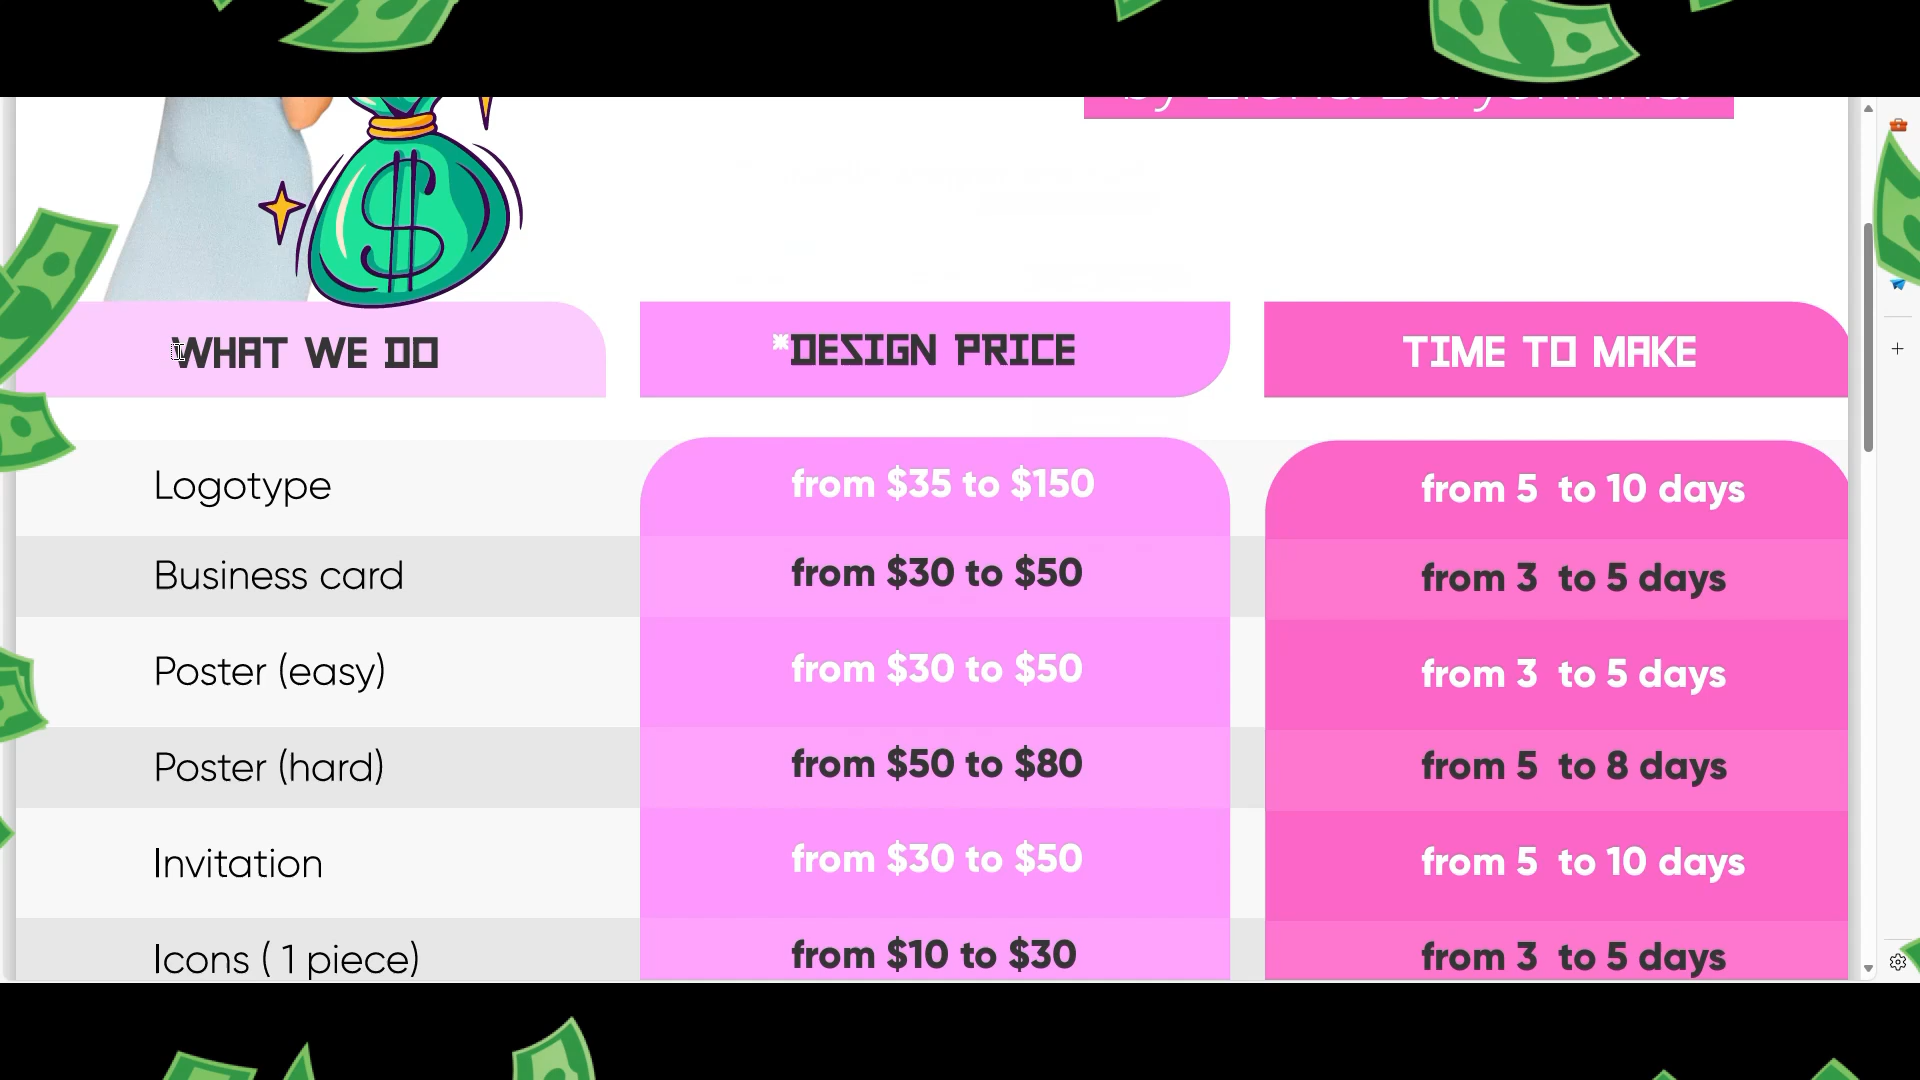 WHAT WE DO
*DESIGN PRICE
TIME TO MAKE
Logotype
from $35 to $150
from 5 to 10 days
Business card
from $30 to $50
from 3 to 5 days
Poster (easy)
from $30 to $50
from 3 to 5 days
Poster (hard)
from $50 to $80
from 5 to 8 days
Invitation
from $30 to $50
from 5 to 10 days
Icons ( 1 piece)
from $10 to $30
from 3 to 5 days